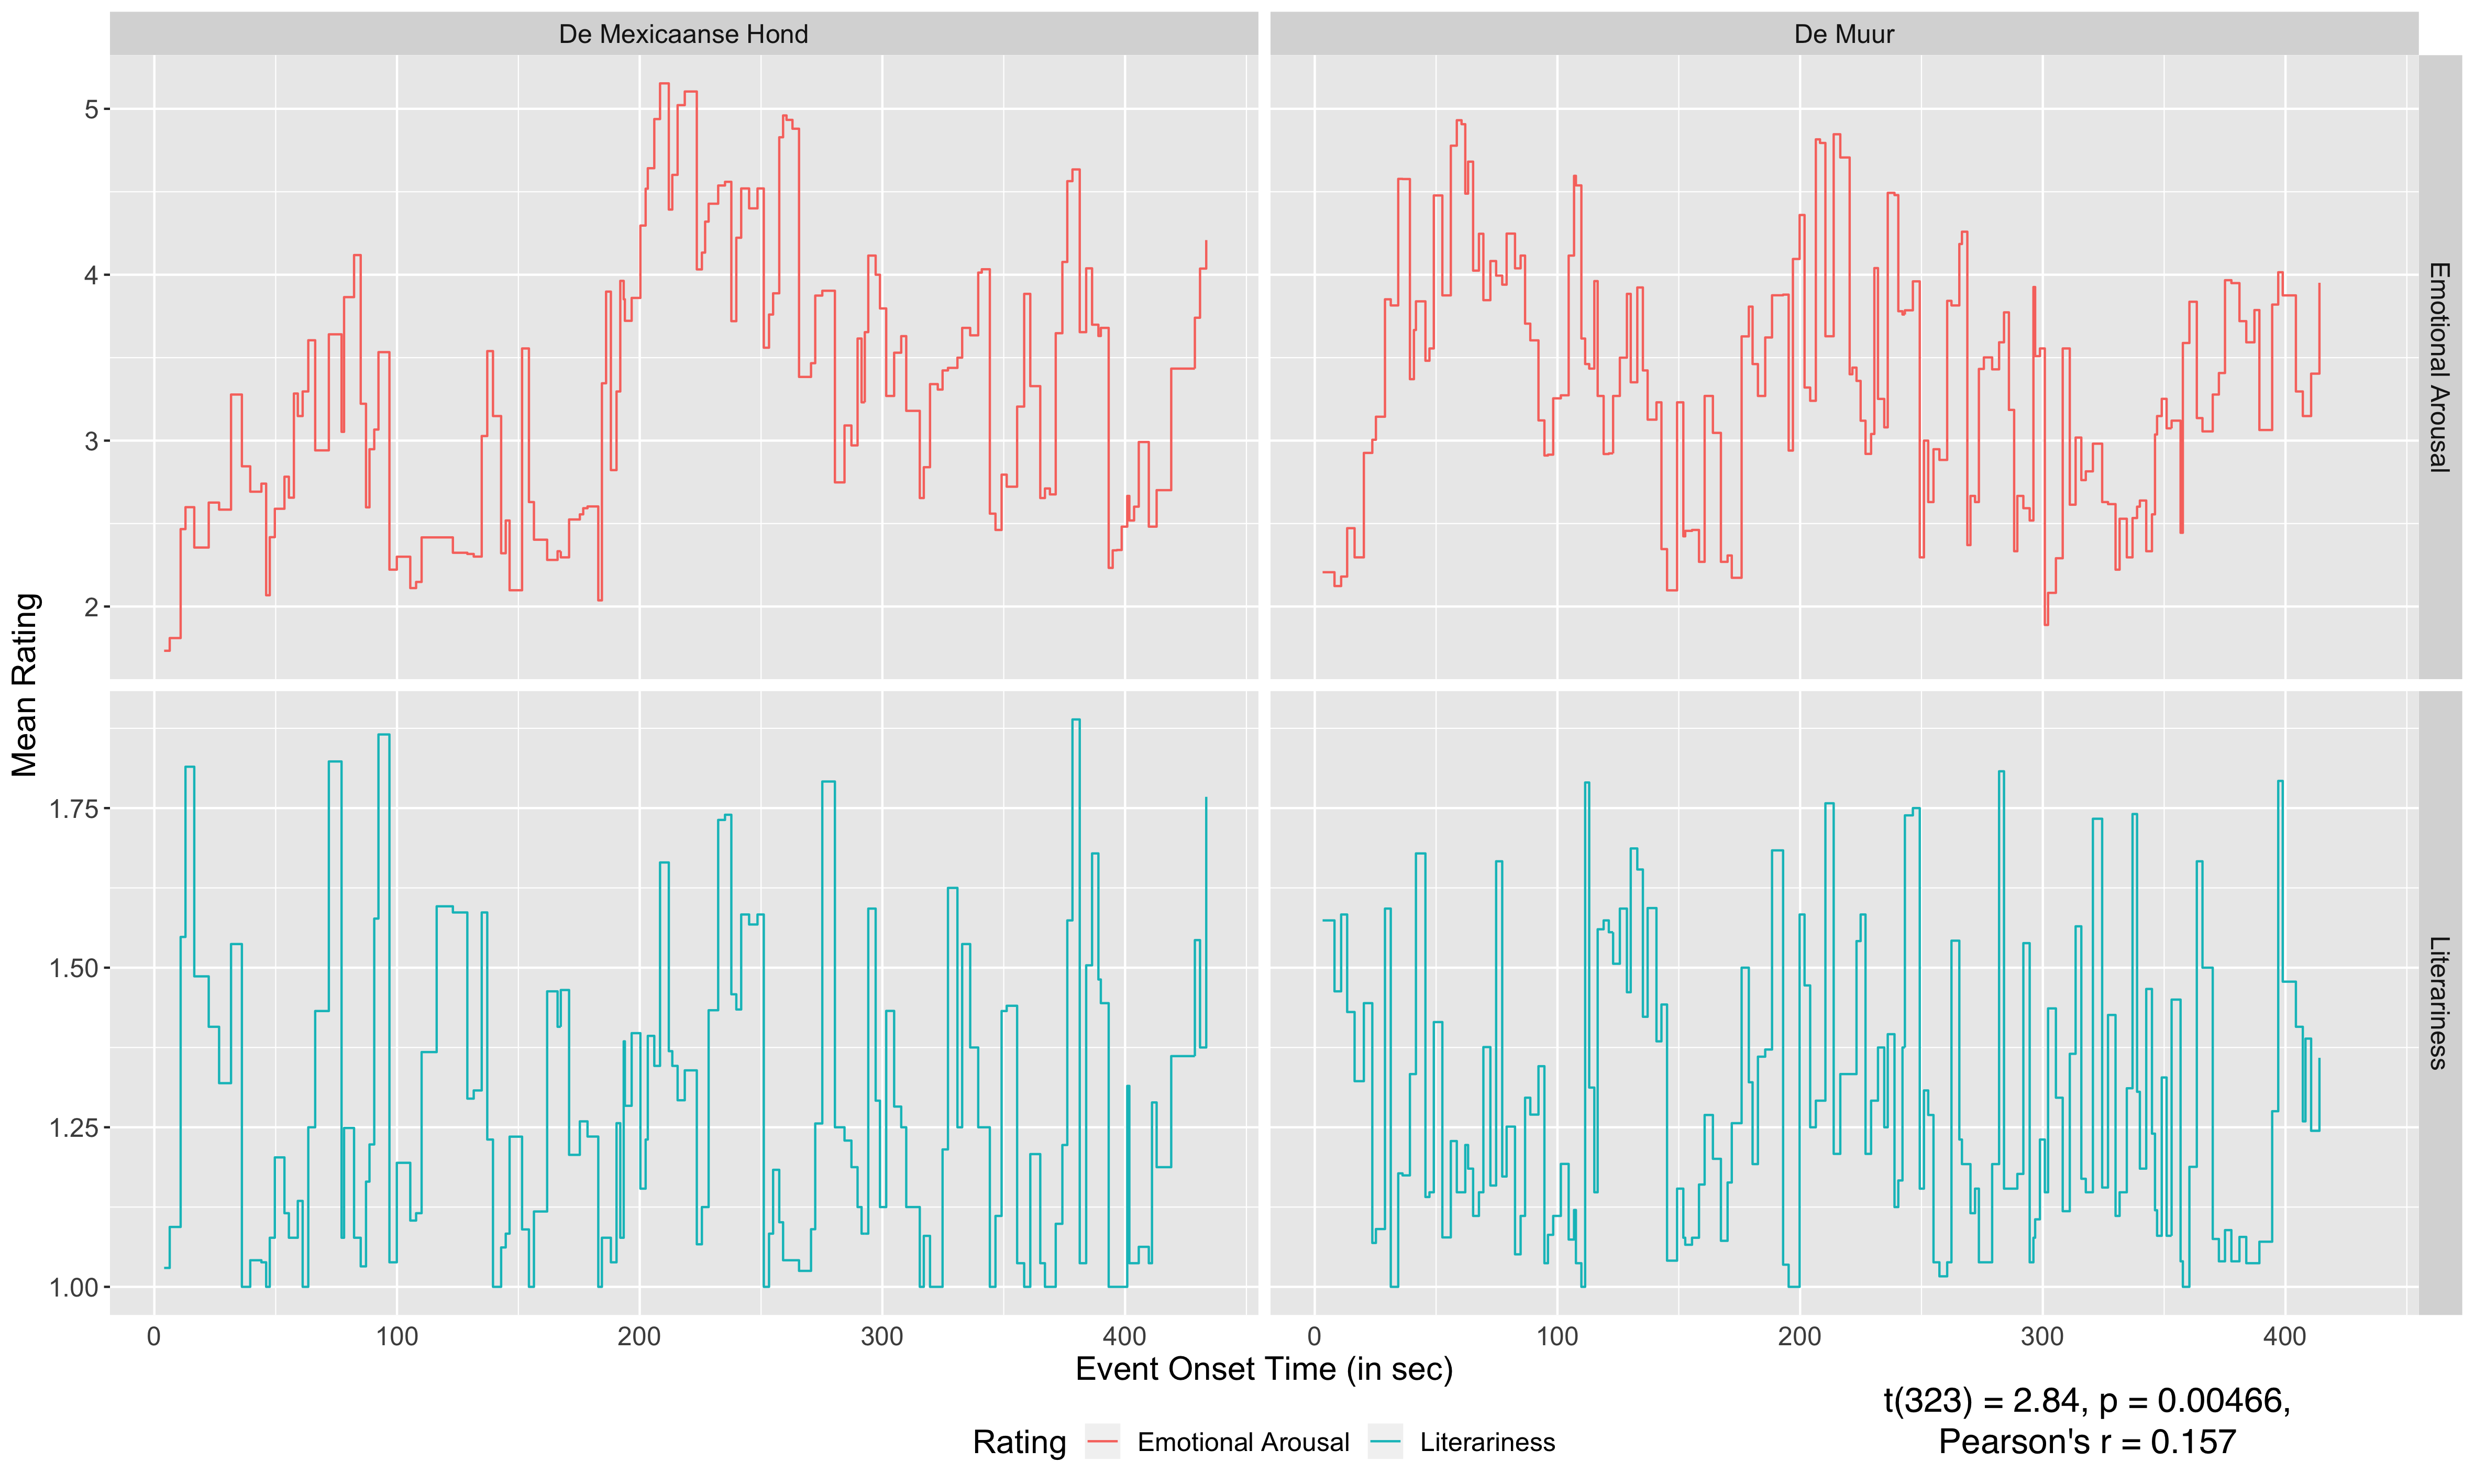 De Mexicaanse Hond
De Muur
5
4
3
2
Emotional Arousal
Mean Rating
1.75
1.50
1.25
1.00
Literariness
0 100 200 300 400
0 100 200 300 400
Event Onset Time (in sec)
Rating Emotional Arousal Literariness
t(323) = 2.84, p = 0.00466,
Pearson's r = 0.157